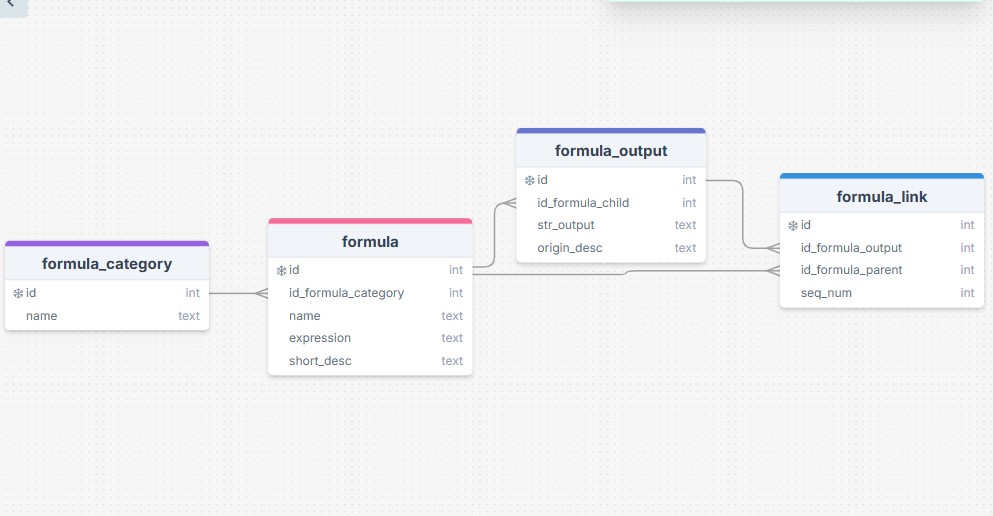 formula_category
id int
name text
formula
id int
id_formula_category int
name text
expression text
short_desc text
formula_output
id int
id_formula_child int
str_output text
origin_desc text
formula_link
id int
id_formula_output int
id_formula_parent int
seq_num int